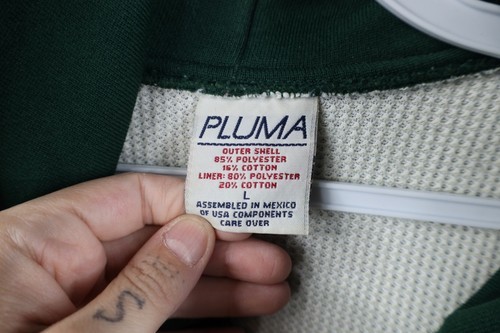 PLUMA
OUTER SHELL
85% POLYESTER
15% COTTON
LINER: 80% POLYESTER
20% COTTON
L
ASSEMBLED IN MEXICO
OF USA COMPONENTS
CARE OVER